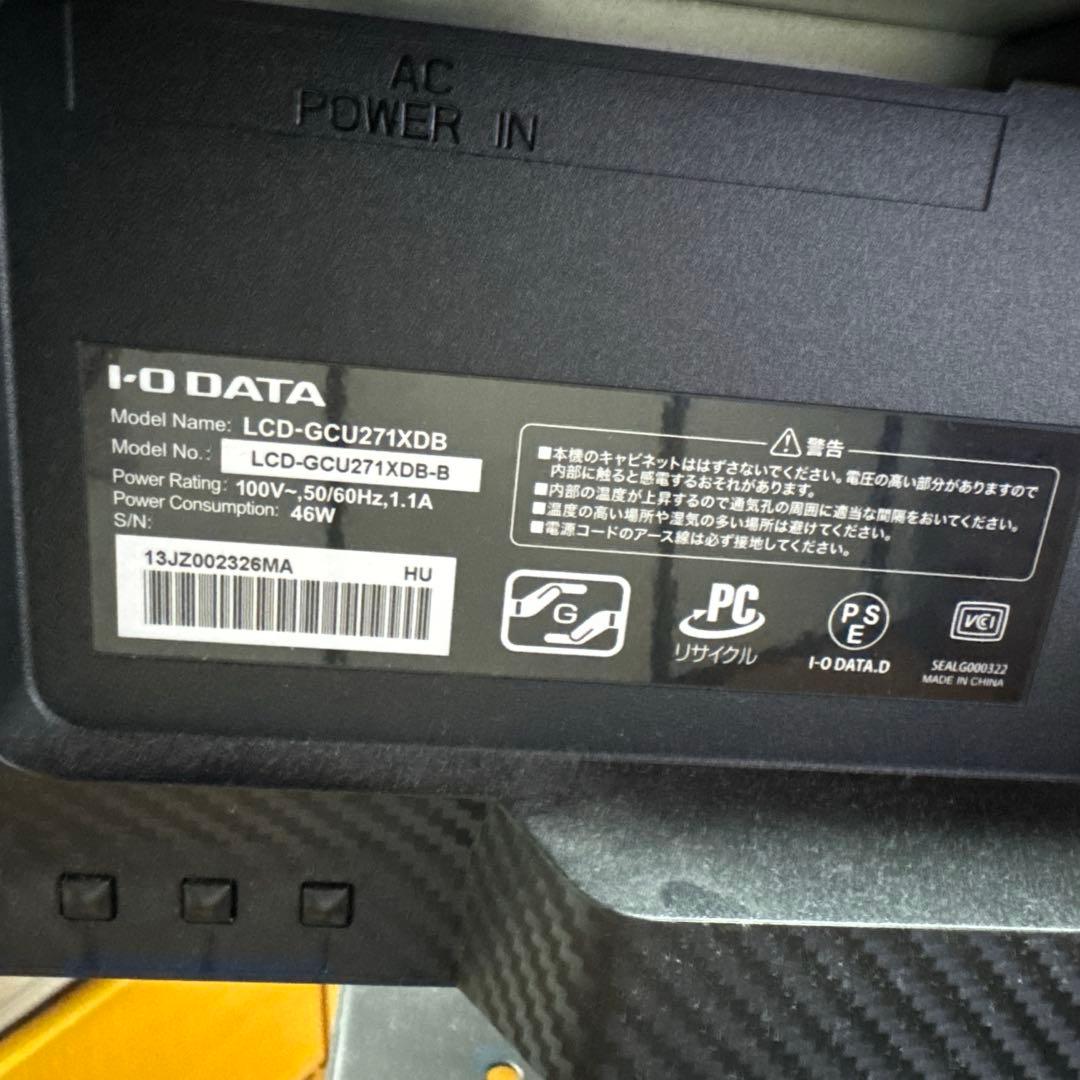 AC
POWER IN
I-O DATA
Model Name: LCD-GCU271XDB
Model No.: LCD-GCU271XDB-B
Power Rating: 100V~,50/60Hz,1.1A
Power Consumption: 46W
S/N:
13JZ002326MA HU
⚠警告
■本機のキャビネットははずさないでください。電圧の高い部分がありますので
内部に触ると感電するおそれがあります。
■内部の温度が上昇するので通気孔の周囲に適当な間隔をおいてください。
■温度の高い場所や湿気の多い場所は避けてください。
■電源コードのアース線は必ず接地してください。
G
PC
リサイクル
PS
E
I-O DATA.D
VCI
SEALG000322
MADE IN CHINA